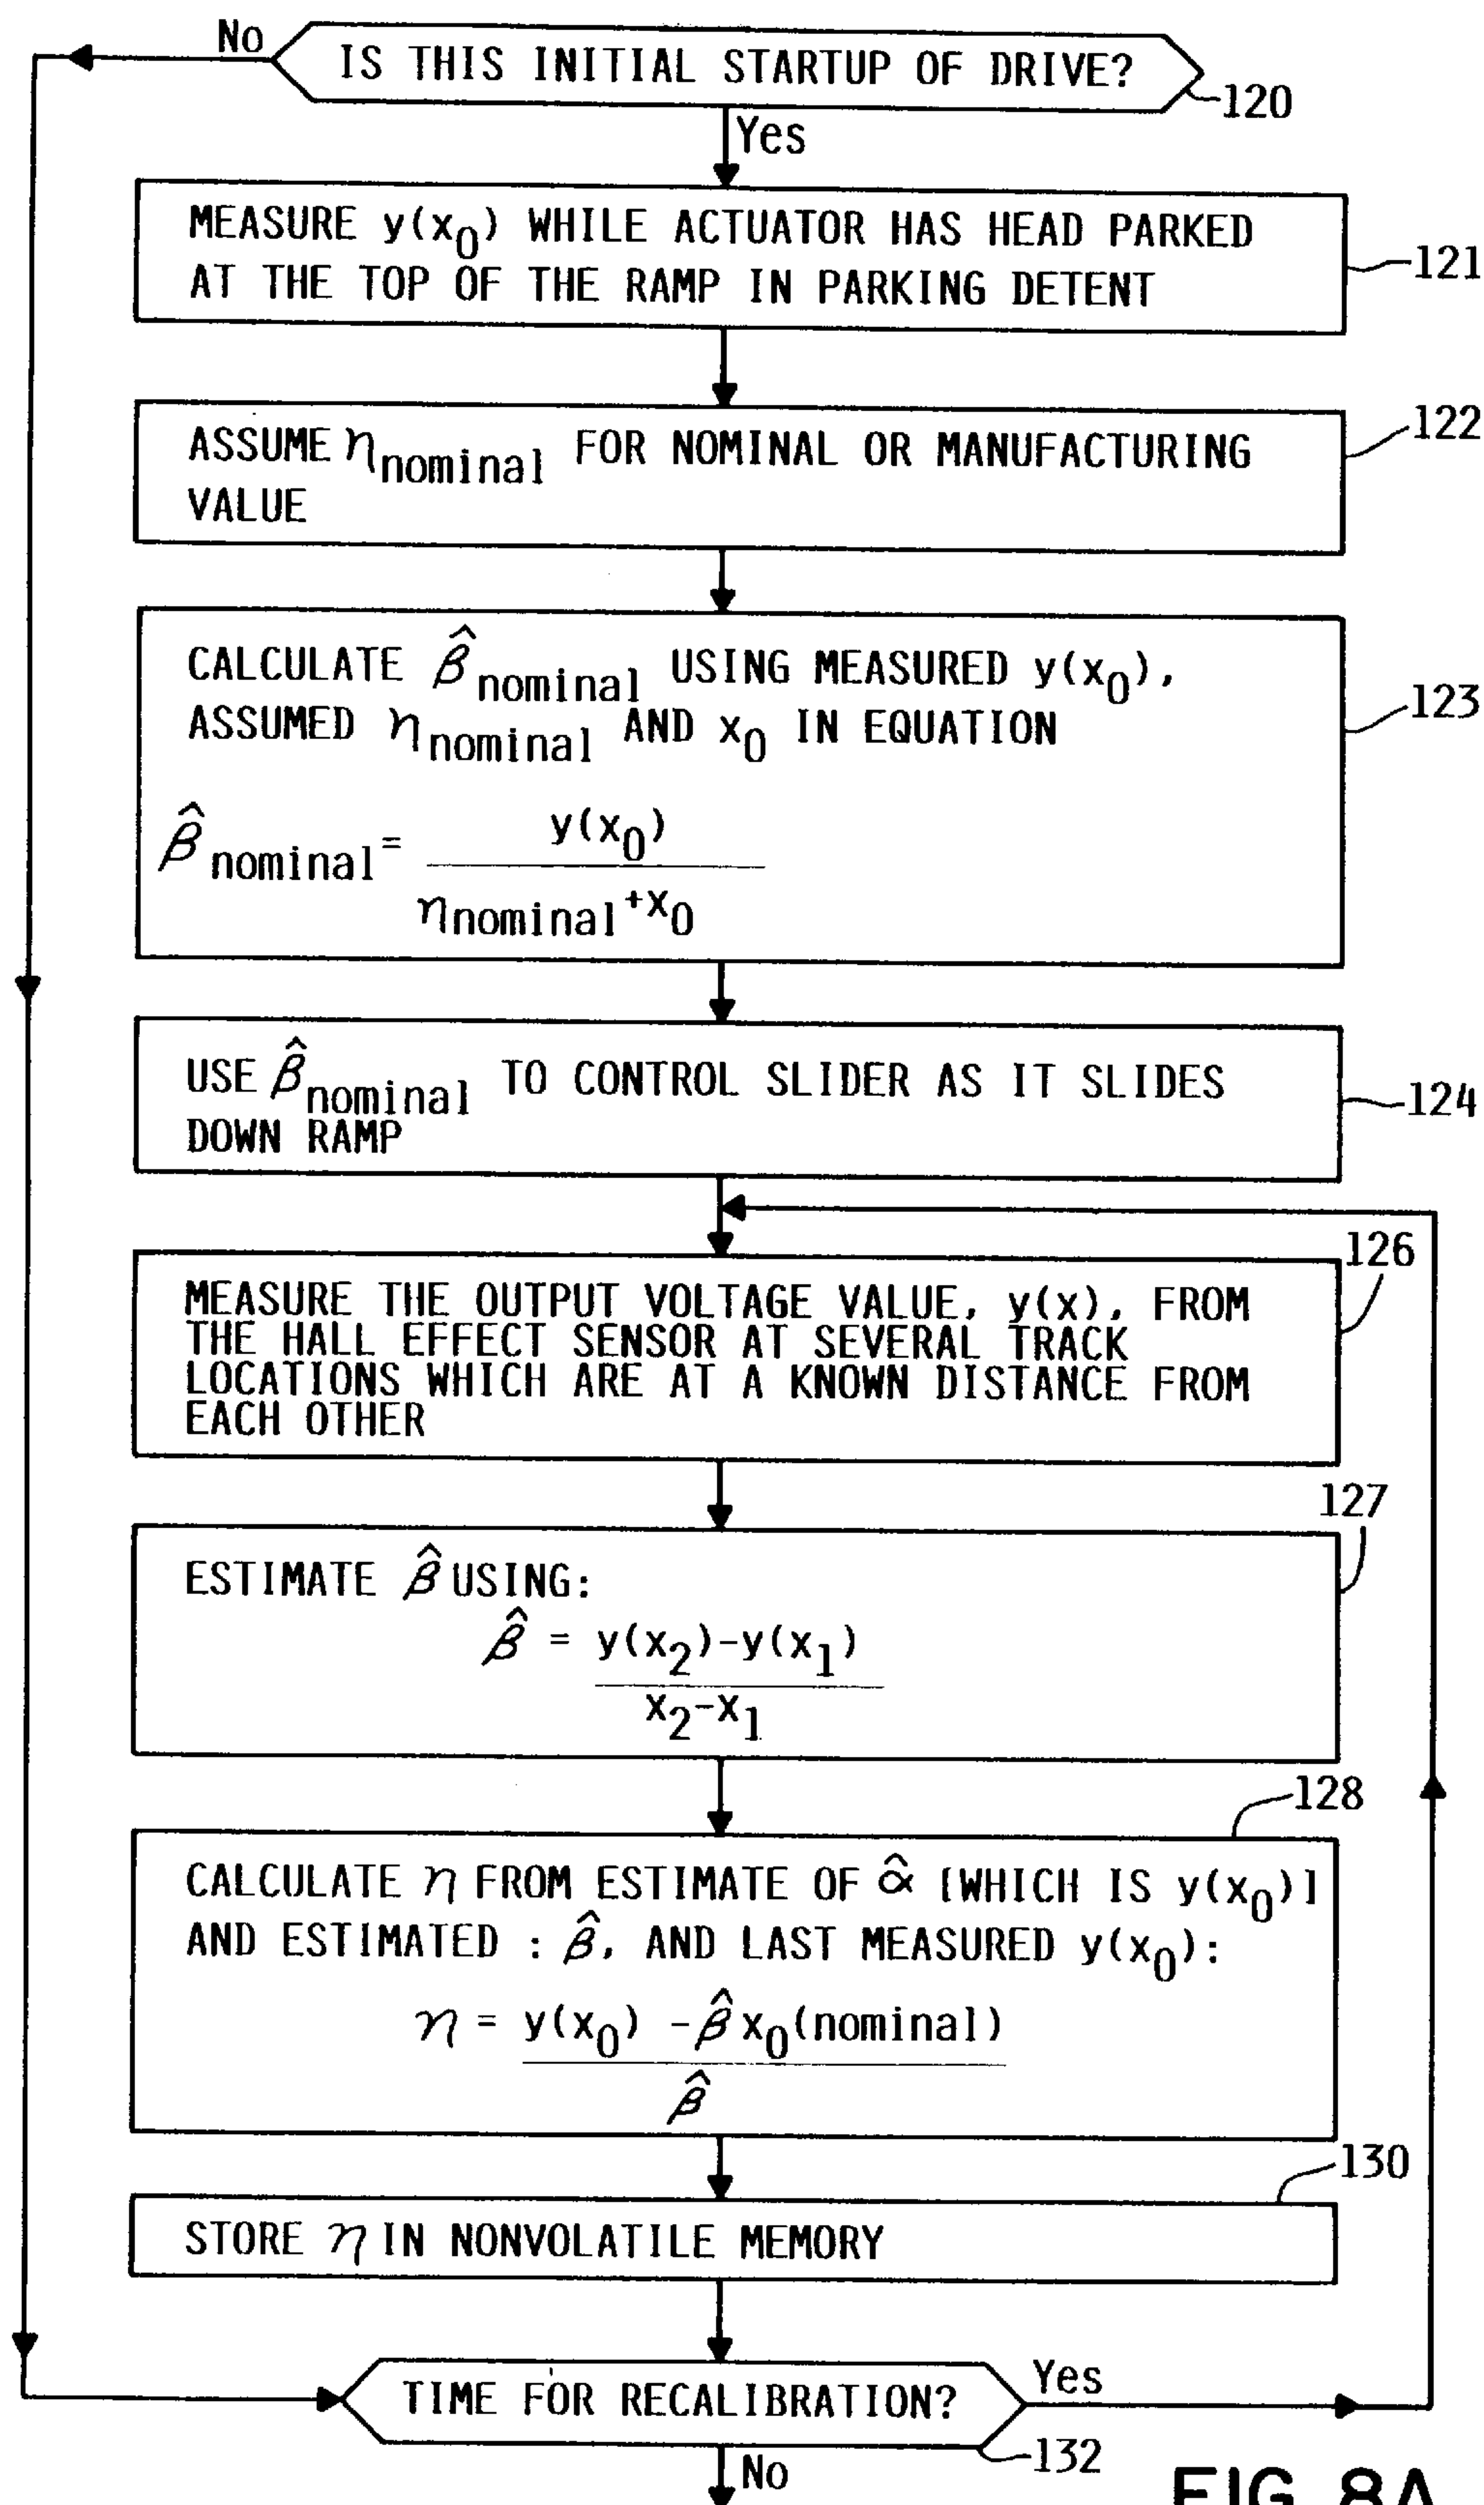 No
IS THIS INITIAL STARTUP OF DRIVE?
120
Yes
MEASURE y(x0) WHILE ACTUATOR HAS HEAD PARKED
AT THE TOP OF THE RAMP IN PARKING DETENT
121
ASSUME ηnominal FOR NOMINAL OR MANUFACTURING
VALUE
122
CALCULATE β̂nominal USING MEASURED y(x0),
ASSUMED ηnominal AND x0 IN EQUATION
β̂nominal= y(x0)
ηnominal+x0
123
USE β̂nominal TO CONTROL SLIDER AS IT SLIDES
DOWN RAMP
124
MEASURE THE OUTPUT VOLTAGE VALUE, y(x), FROM
THE HALL EFFECT SENSOR AT SEVERAL TRACK
LOCATIONS WHICH ARE AT A KNOWN DISTANCE FROM
EACH OTHER
126
ESTIMATE β̂ USING:
β̂ = y(x2)-y(x1)
x2-x1
127
128
CALCULATE η FROM ESTIMATE OF α̂ [WHICH IS y(x0)]
AND ESTIMATED : β̂, AND LAST MEASURED y(x0):
η = y(x0) -β̂x0(nominal)
β̂
130
STORE η IN NONVOLATILE MEMORY
TIME FOR RECALIBRATION?
Yes
132
No
FIG. 8A